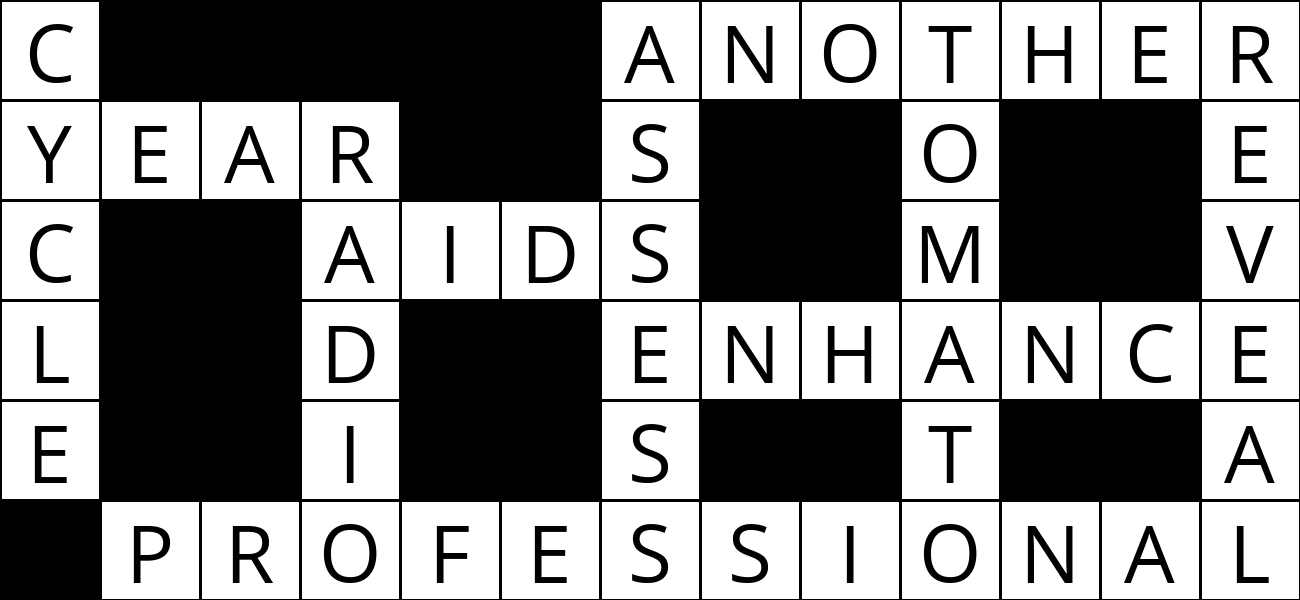 C ANOTHER
YEAR S O E
C AIDS M V
L D ENHANCE
E I S T A
PROFESSIONAL